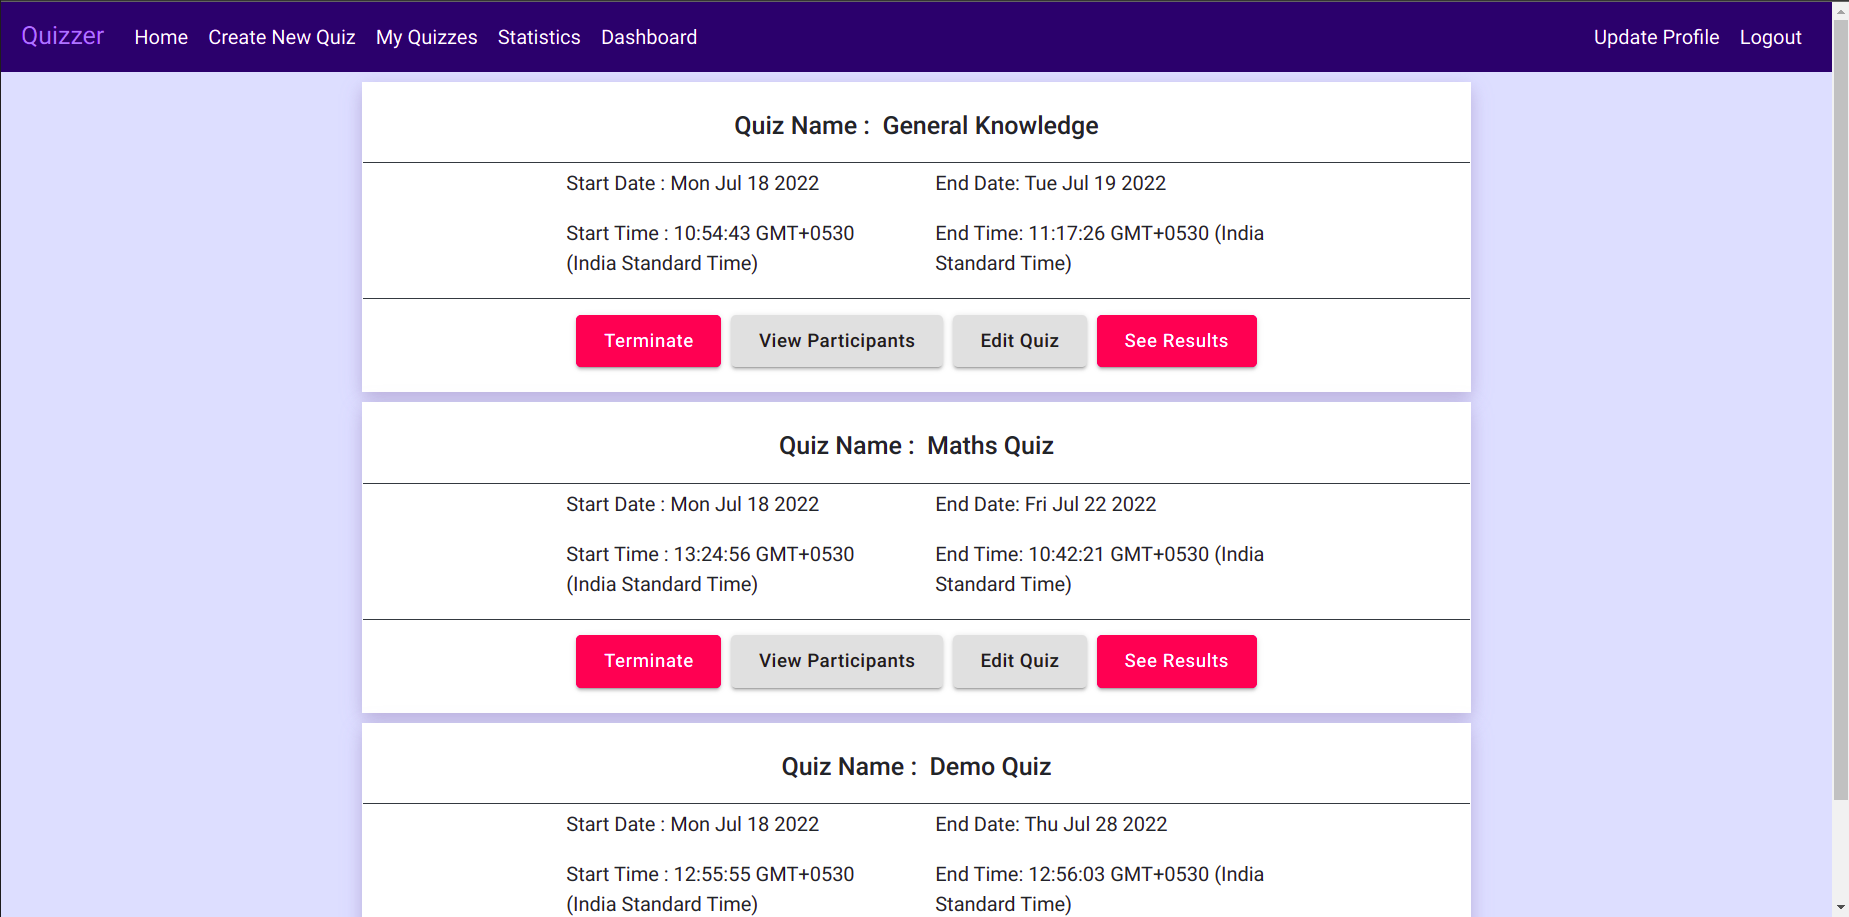 Quizzer Home Create New Quiz My Quizzes Statistics Dashboard Update Profile Logout
Quiz Name : General Knowledge
Start Date : Mon Jul 18 2022
End Date: Tue Jul 19 2022
Start Time : 10:54:43 GMT+0530
(India Standard Time)
End Time: 11:17:26 GMT+0530 (India
Standard Time)
Terminate View Participants Edit Quiz See Results
Quiz Name : Maths Quiz
Start Date : Mon Jul 18 2022
End Date: Fri Jul 22 2022
Start Time : 13:24:56 GMT+0530
(India Standard Time)
End Time: 10:42:21 GMT+0530 (India
Standard Time)
Terminate View Participants Edit Quiz See Results
Quiz Name : Demo Quiz
Start Date : Mon Jul 18 2022
End Date: Thu Jul 28 2022
Start Time : 12:55:55 GMT+0530
(India Standard Time)
End Time: 12:56:03 GMT+0530 (India
Standard Time)